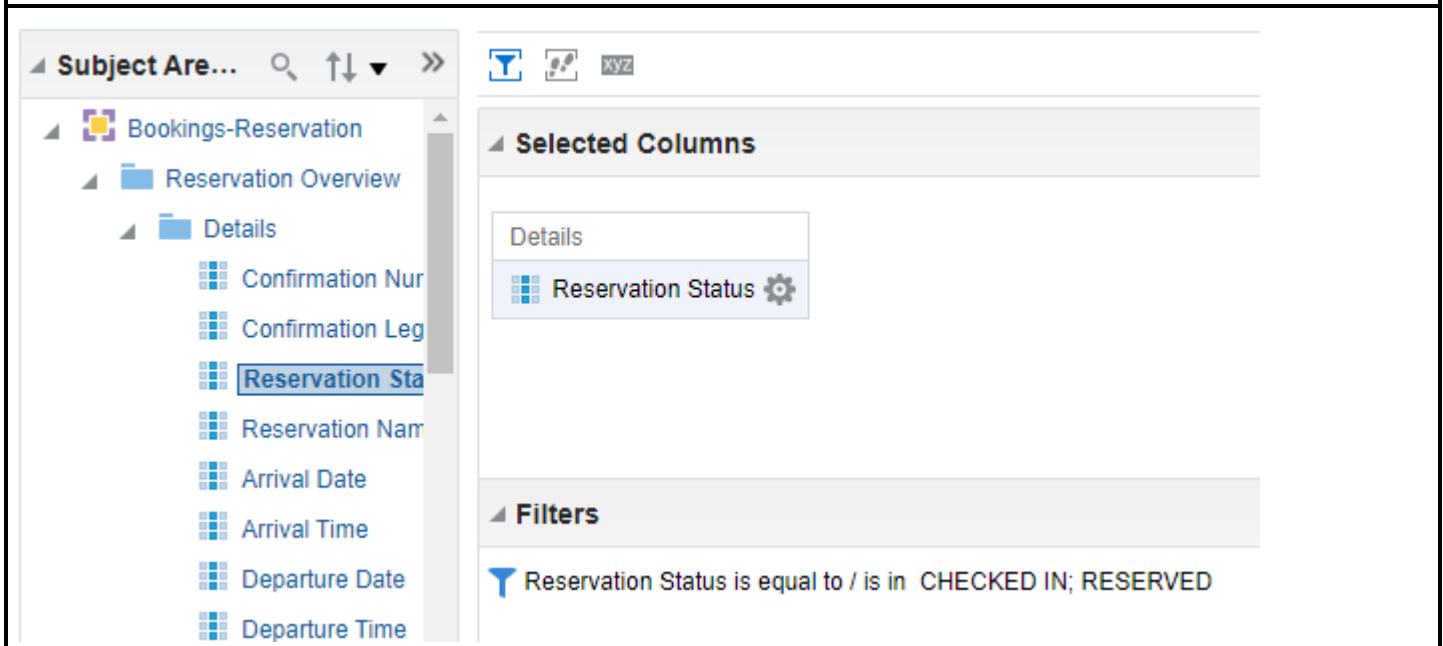 Subject Are...
Bookings-Reservation
Reservation Overview
Details
Confirmation Nur
Confirmation Leg
Reservation Sta
Reservation Nam
Arrival Date
Arrival Time
Departure Date
Departure Time
xyz
Selected Columns
Details
Reservation Status
Filters
Reservation Status is equal to / is in CHECKED IN; RESERVED